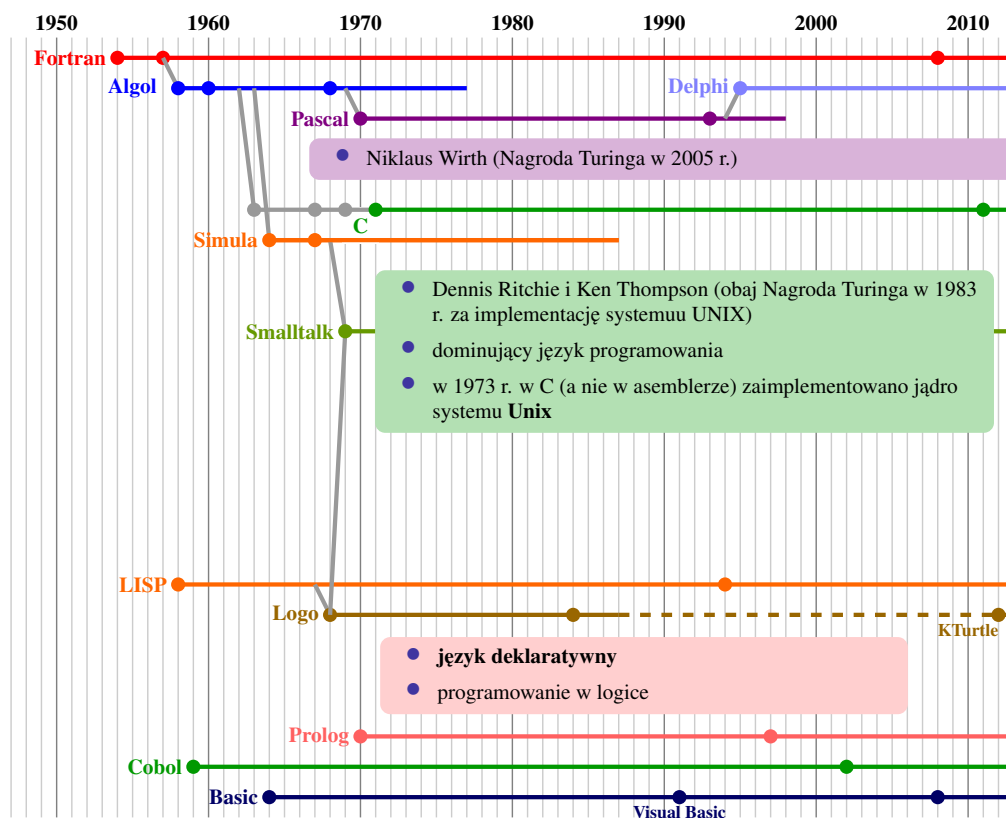 1950 1960 1970 1980 1990 2000 2010
Fortran
Algol
Delphi
Pascal
Niklaus Wirth (Nagroda Turinga w 2005 r.)
C
Simula
Dennis Ritchie i Ken Thompson (obaj Nagroda Turinga w 1983
r. za implementację systemuu UNIX)
Smalltalk
dominujący język programowania
w 1973 r. w C (a nie w asemblerze) zaimplementowano jądro
systemu Unix
LISP
Logo
KTurtle
język deklaratywny
programowanie w logice
Prolog
Cobol
Basic
Visual Basic